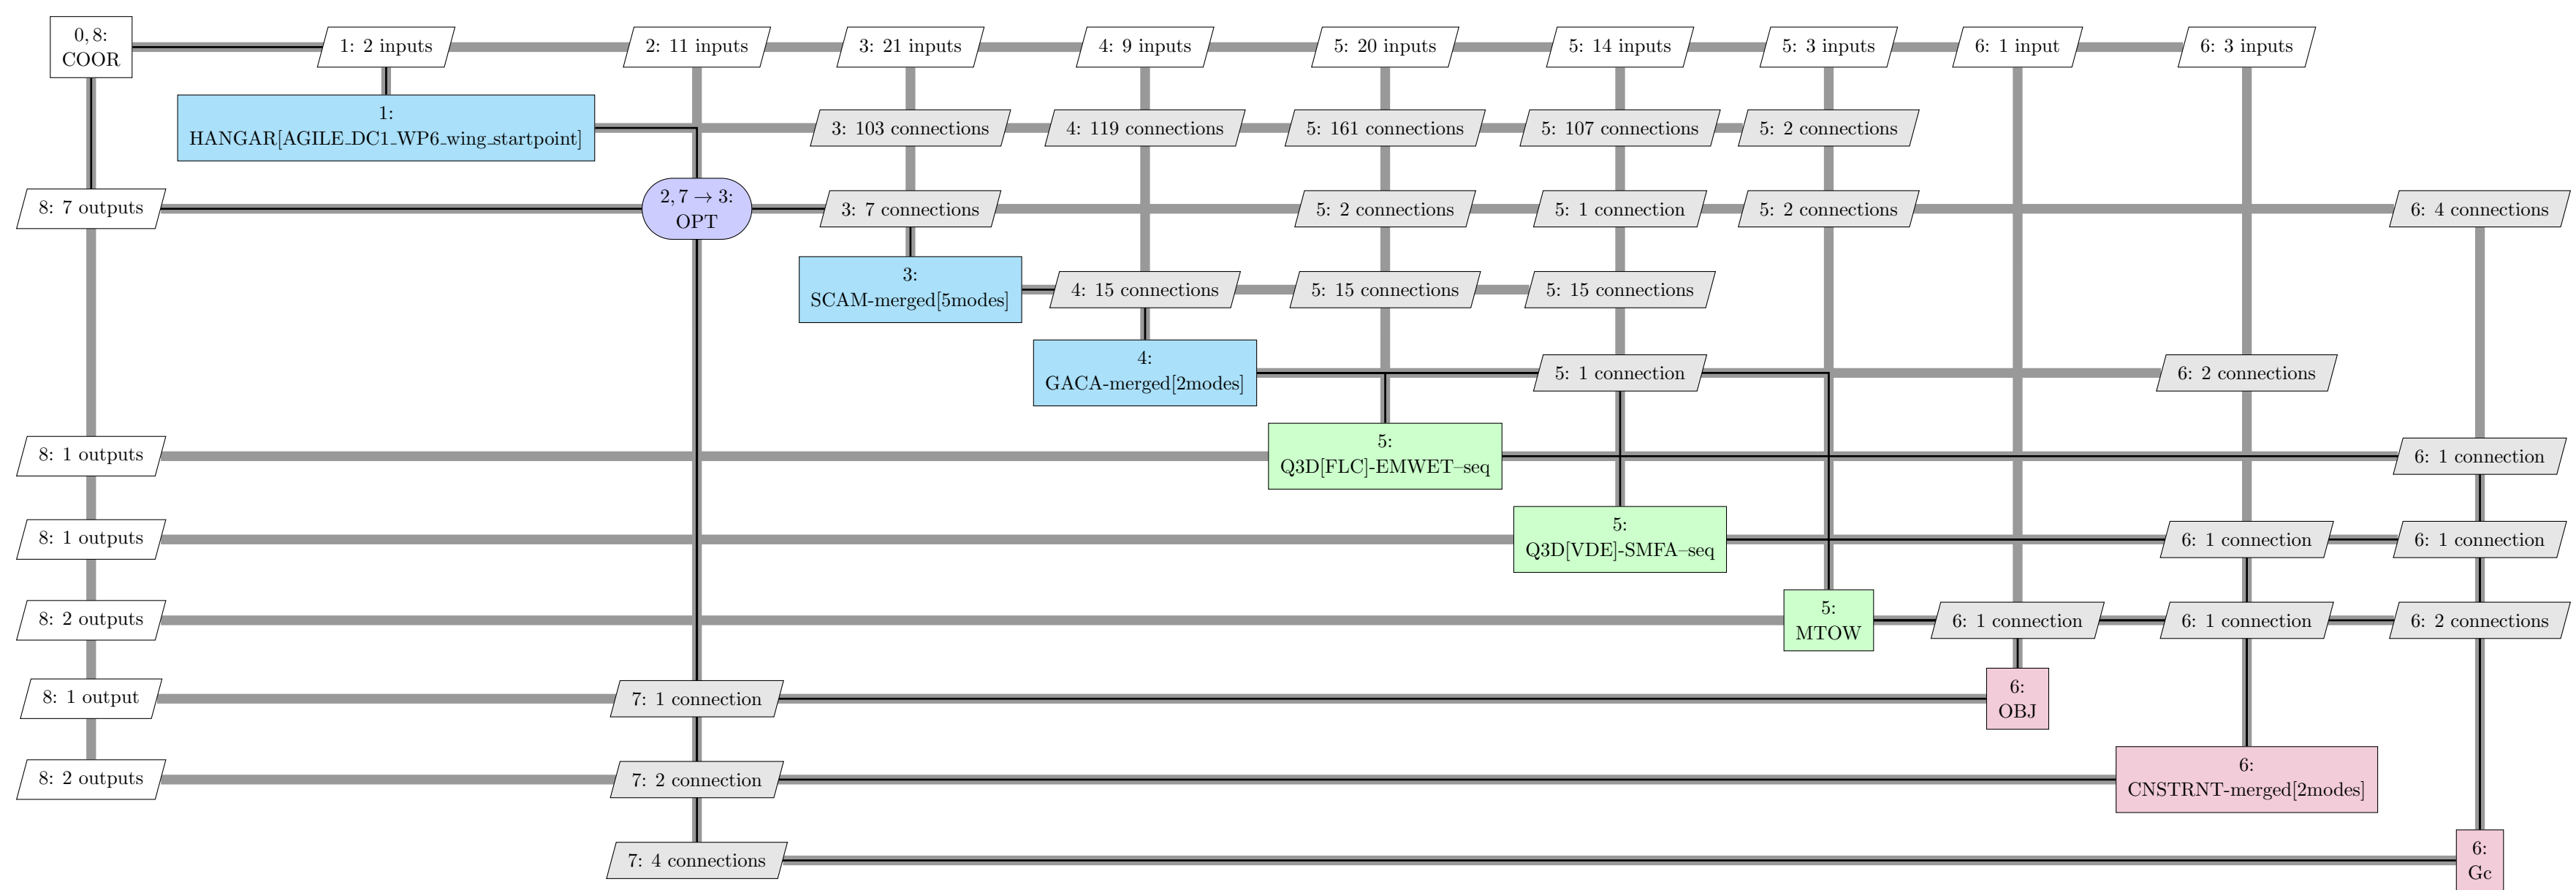 0, 8:
COOR
1: 2 inputs
2: 11 inputs
3: 21 inputs
4: 9 inputs
5: 20 inputs
5: 14 inputs
5: 3 inputs
6: 1 input
6: 3 inputs
1:
HANGAR[AGILE_DC1_WP6_wing_startpoint]
3: 103 connections
4: 119 connections
5: 161 connections
5: 107 connections
5: 2 connections
8: 7 outputs
2, 7 → 3:
OPT
3: 7 connections
5: 2 connections
5: 1 connection
5: 2 connections
6: 4 connections
3:
SCAM-merged[5modes]
4: 15 connections
5: 15 connections
5: 15 connections
4:
GACA-merged[2modes]
5: 1 connection
6: 2 connections
8: 1 outputs
5:
Q3D[FLC]-EMWET–seq
6: 1 connection
8: 1 outputs
5:
Q3D[VDE]-SMFA–seq
6: 1 connection
6: 1 connection
8: 2 outputs
5:
MTOW
6: 1 connection
6: 1 connection
6: 2 connections
8: 1 output
7: 1 connection
6:
OBJ
8: 2 outputs
7: 2 connection
6:
CNSTRNT-merged[2modes]
7: 4 connections
6:
Gc